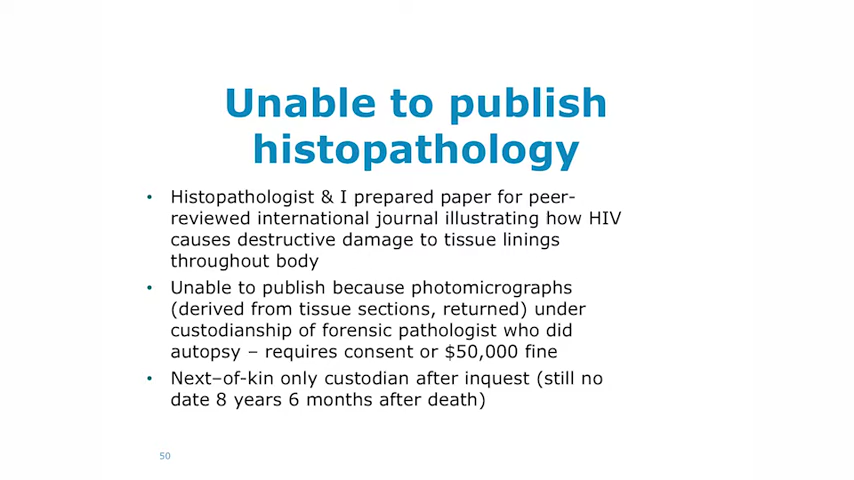 Unable to publish
histopathology
• Histopathologist & I prepared paper for peer-
reviewed international journal illustrating how HIV
causes destructive damage to tissue linings
throughout body
• Unable to publish because photomicrographs
(derived from tissue sections, returned) under
custodianship of forensic pathologist who did
autopsy – requires consent or $50,000 fine
• Next–of-kin only custodian after inquest (still no
date 8 years 6 months after death)
50